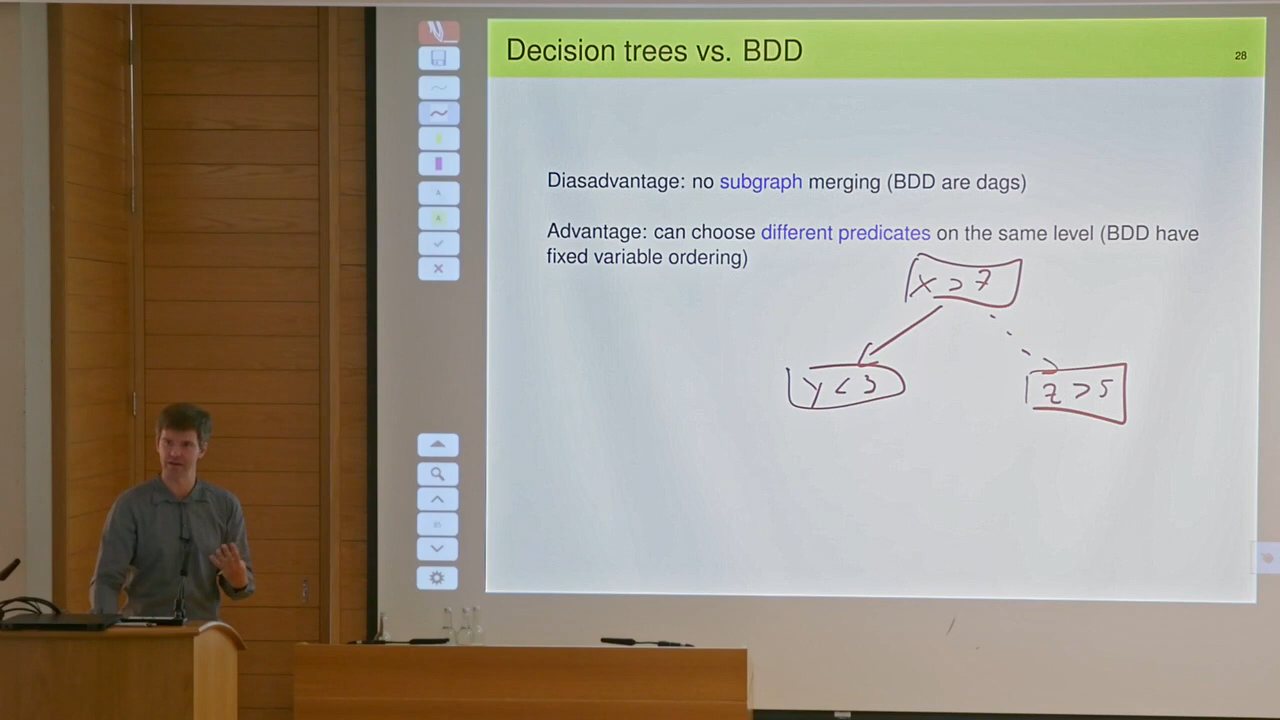 Decision trees vs. BDD
28
Diasadvantage: no subgraph merging (BDD are dags)
Advantage: can choose different predicates on the same level (BDD have
fixed variable ordering)
x > 7
y < 3
z > 5